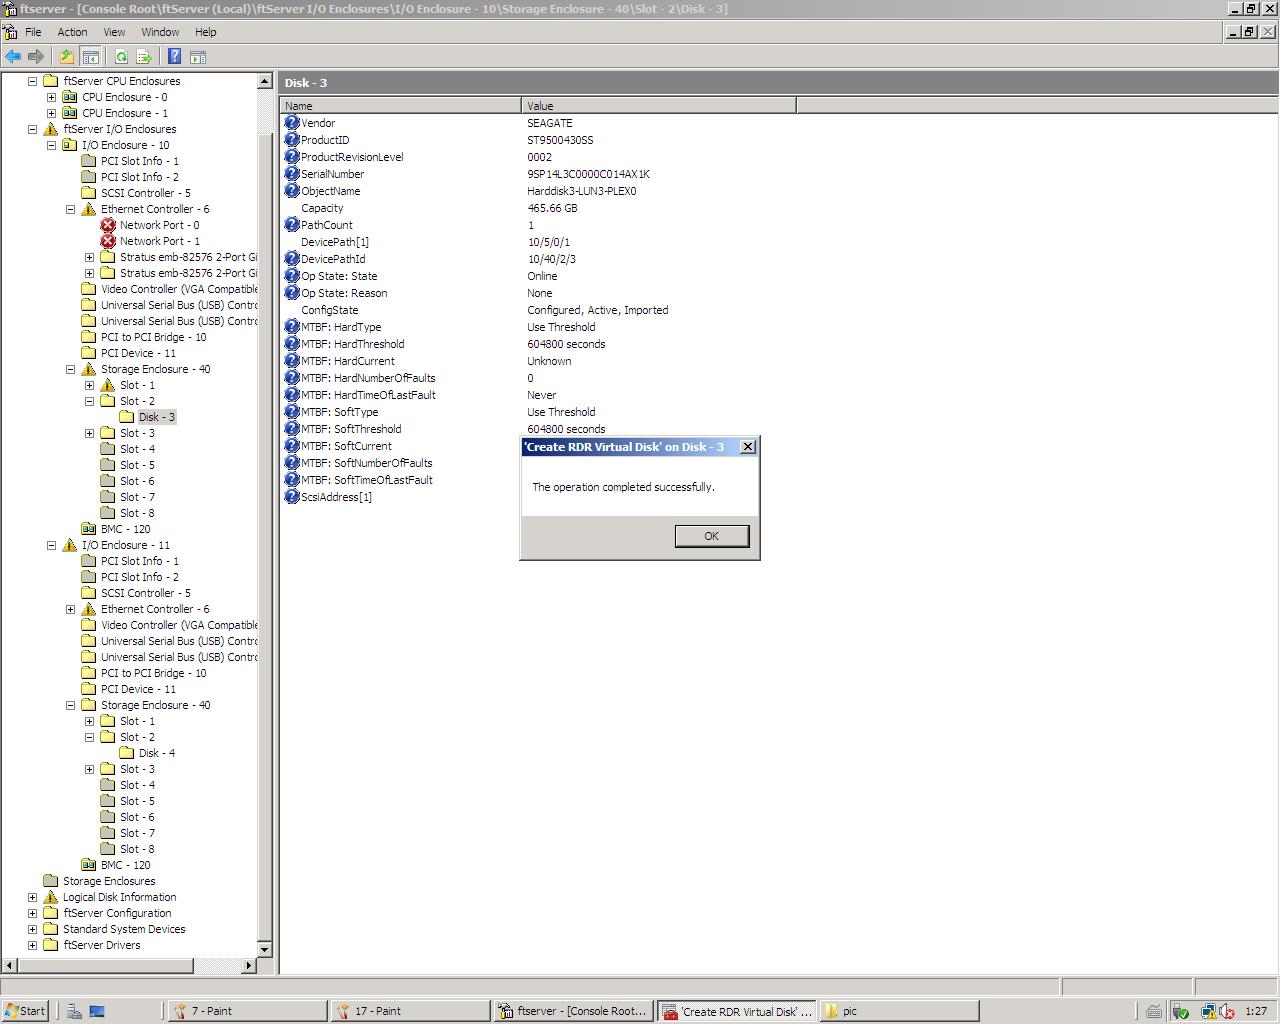 ftserver - [Console Root\ftServer (Local)\ftServer I/O Enclosures\I/O Enclosure - 10\Storage Enclosure - 40\Slot - 2\Disk - 3]
File Action View Window Help
ftServer CPU Enclosures
CPU Enclosure - 0
CPU Enclosure - 1
ftServer I/O Enclosures
I/O Enclosure - 10
PCI Slot Info - 1
PCI Slot Info - 2
SCSI Controller - 5
Ethernet Controller - 6
Network Port - 0
Network Port - 1
Stratus emb-82576 2-Port Gi
Stratus emb-82576 2-Port Gi
Video Controller (VGA Compatible
Universal Serial Bus (USB) Contro
Universal Serial Bus (USB) Contro
PCI to PCI Bridge - 10
PCI Device - 11
Storage Enclosure - 40
Slot - 1
Slot - 2
Disk - 3
Slot - 3
Slot - 4
Slot - 5
Slot - 6
Slot - 7
Slot - 8
BMC - 120
I/O Enclosure - 11
PCI Slot Info - 1
PCI Slot Info - 2
SCSI Controller - 5
Ethernet Controller - 6
Video Controller (VGA Compatible
Universal Serial Bus (USB) Contro
Universal Serial Bus (USB) Contro
PCI to PCI Bridge - 10
PCI Device - 11
Storage Enclosure - 40
Slot - 1
Slot - 2
Disk - 4
Slot - 3
Slot - 4
Slot - 5
Slot - 6
Slot - 7
Slot - 8
BMC - 120
Storage Enclosures
Logical Disk Information
ftServer Configuration
Standard System Devices
ftServer Drivers
Disk - 3
Name Value
Vendor SEAGATE
ProductID ST9500430SS
ProductRevisionLevel 0002
SerialNumber 9SP14L3C0000C014AX1K
ObjectName Harddisk3-LUN3-PLEX0
Capacity 465.66 GB
PathCount 1
DevicePath[1] 10/5/0/1
DevicePathId 10/40/2/3
Op State: State Online
Op State: Reason None
ConfigState Configured, Active, Imported
MTBF: HardType Use Threshold
MTBF: HardThreshold 604800 seconds
MTBF: HardCurrent Unknown
MTBF: HardNumberOfFaults 0
MTBF: HardTimeOfLastFault Never
MTBF: SoftType Use Threshold
MTBF: SoftThreshold 604800 seconds
MTBF: SoftCurrent
MTBF: SoftNumberOfFaults
MTBF: SoftTimeOfLastFault
ScsiAddress[1]
'Create RDR Virtual Disk' on Disk - 3
The operation completed successfully.
OK
Start 7 - Paint 17 - Paint ftserver - [Console Root... 'Create RDR Virtual Disk' ... pic 1:27